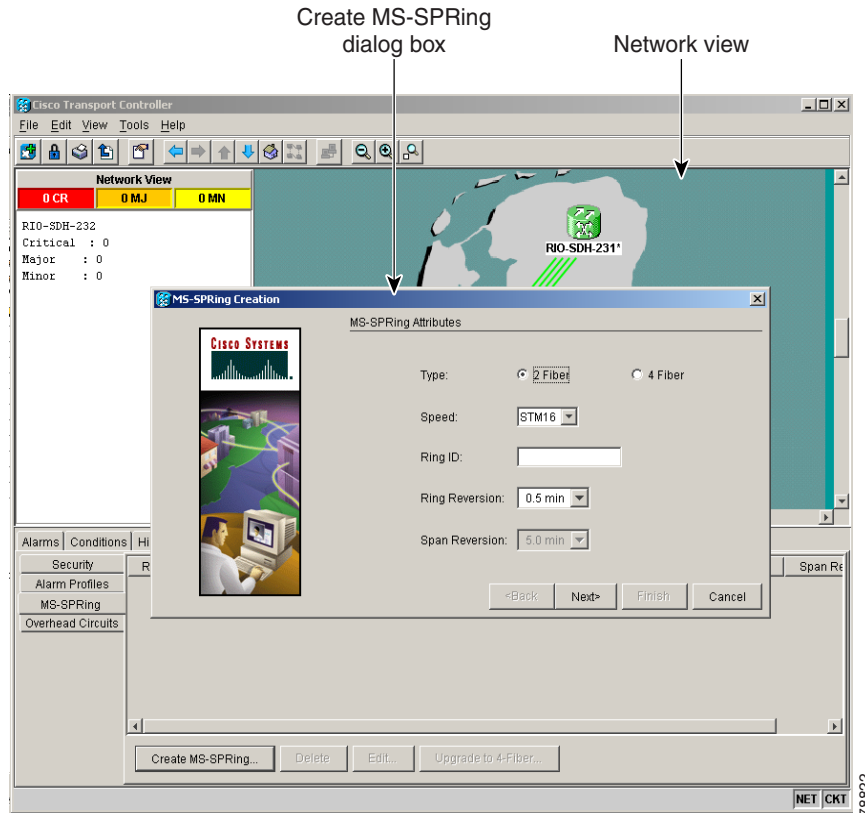 Create MS-SPRing
dialog box
Network view
Cisco Transport Controller
File Edit View Tools Help
Network View
0 CR 0 MJ 0 MN
RIO-SDH-232
Critical : 0
Major : 0
Minor : 0
RIO-SDH-231*
MS-SPRing Creation
CISCO SYSTEMS
MS-SPRing Attributes
Type: 2 Fiber 4 Fiber
Speed: STM16
Ring ID:
Ring Reversion: 0.5 min
Span Reversion: 5.0 min
<Back Next> Finish Cancel
Alarms Conditions Hi
Security
Alarm Profiles
MS-SPRing
Overhead Circuits
R
Span Re
Create MS-SPRing... Delete Edit... Upgrade to 4-Fiber...
NET CKT